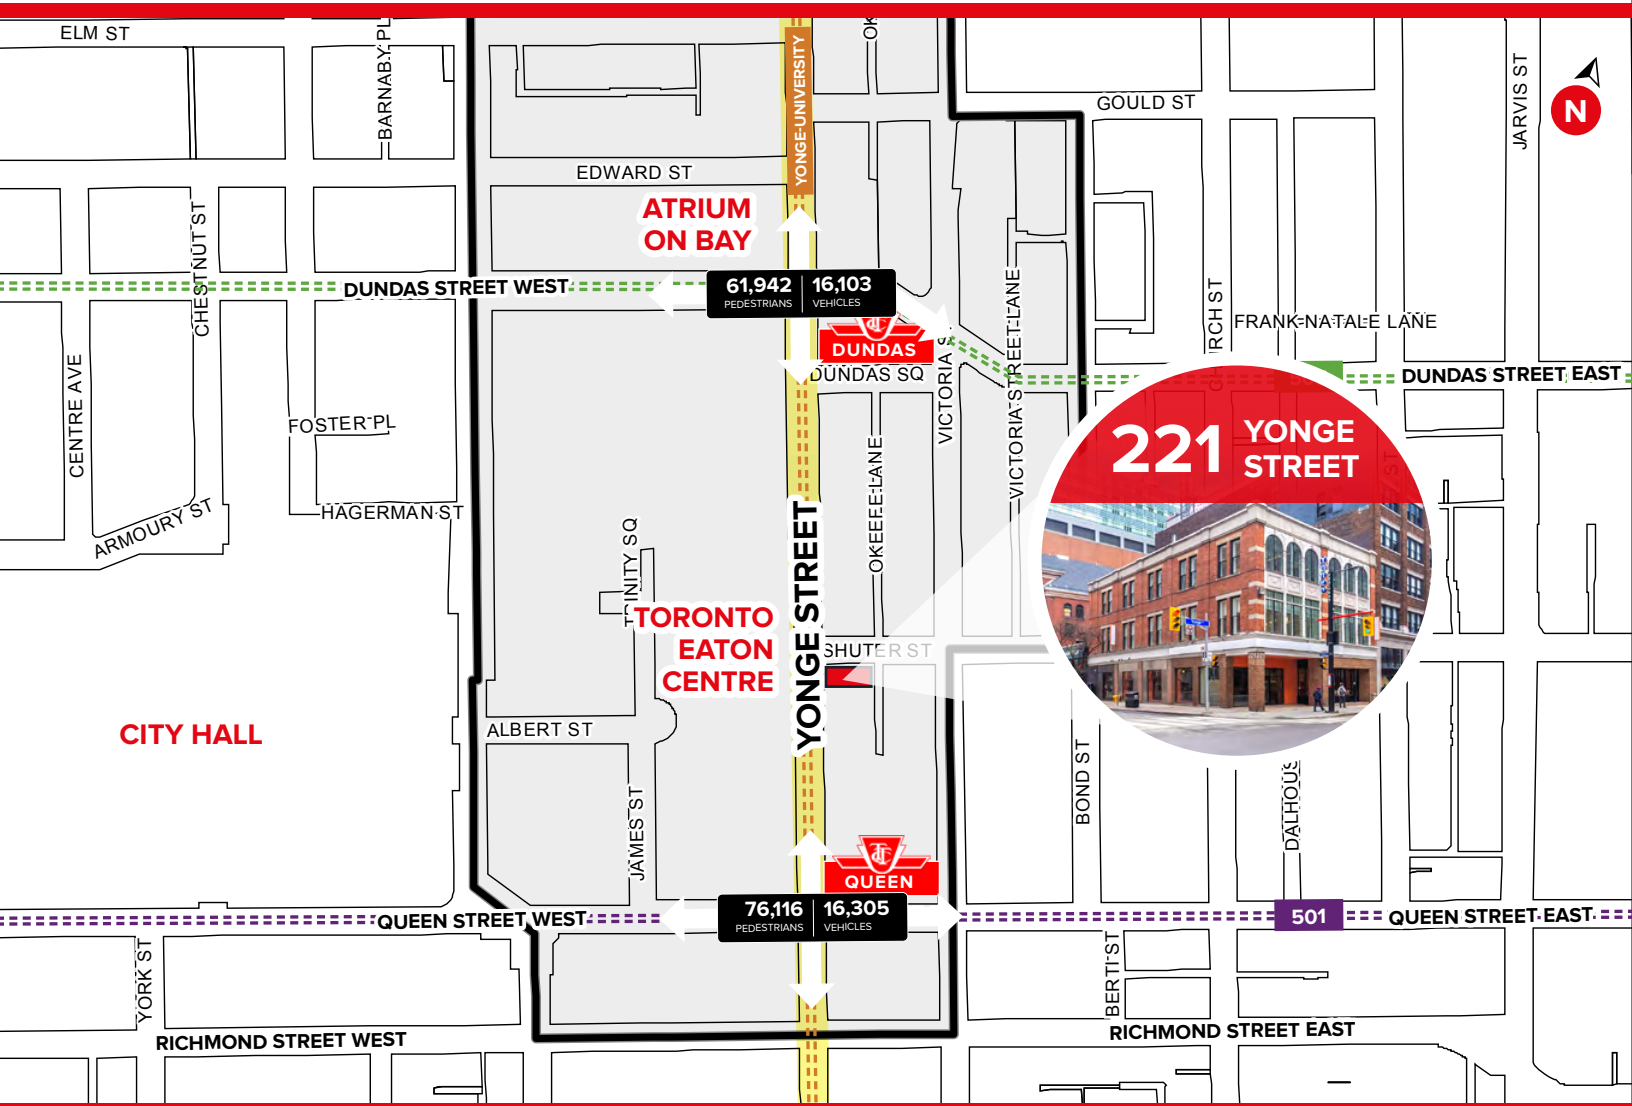 ELM ST
BARNABY PL
YONGE-UNIVERSITY
GOULD ST
JARVIS ST
N
EDWARD ST
CHESTNUT ST
ATRIUM
ON BAY
DUNDAS STREET WEST
61,942
PEDESTRIANS
16,103
VEHICLES
DUNDAS
DUNDAS SQ
VICTORIA
VICTORIA STREET LANE
FRANK NATALE LANE
DUNDAS STREET EAST
CENTRE AVE
FOSTER PL
HAGERMAN ST
ARMOURY ST
221
YONGE
STREET
OKEEFE LANE
YONGE STREET
TRINITY SQ
TORONTO
EATON
CENTRE
SHUTER ST
CITY HALL
ALBERT ST
JAMES ST
BOND ST
QUEEN
QUEEN STREET WEST
76,116
PEDESTRIANS
16,305
VEHICLES
501
QUEEN STREET EAST
YORK ST
BERTI ST
RICHMOND STREET WEST
RICHMOND STREET EAST